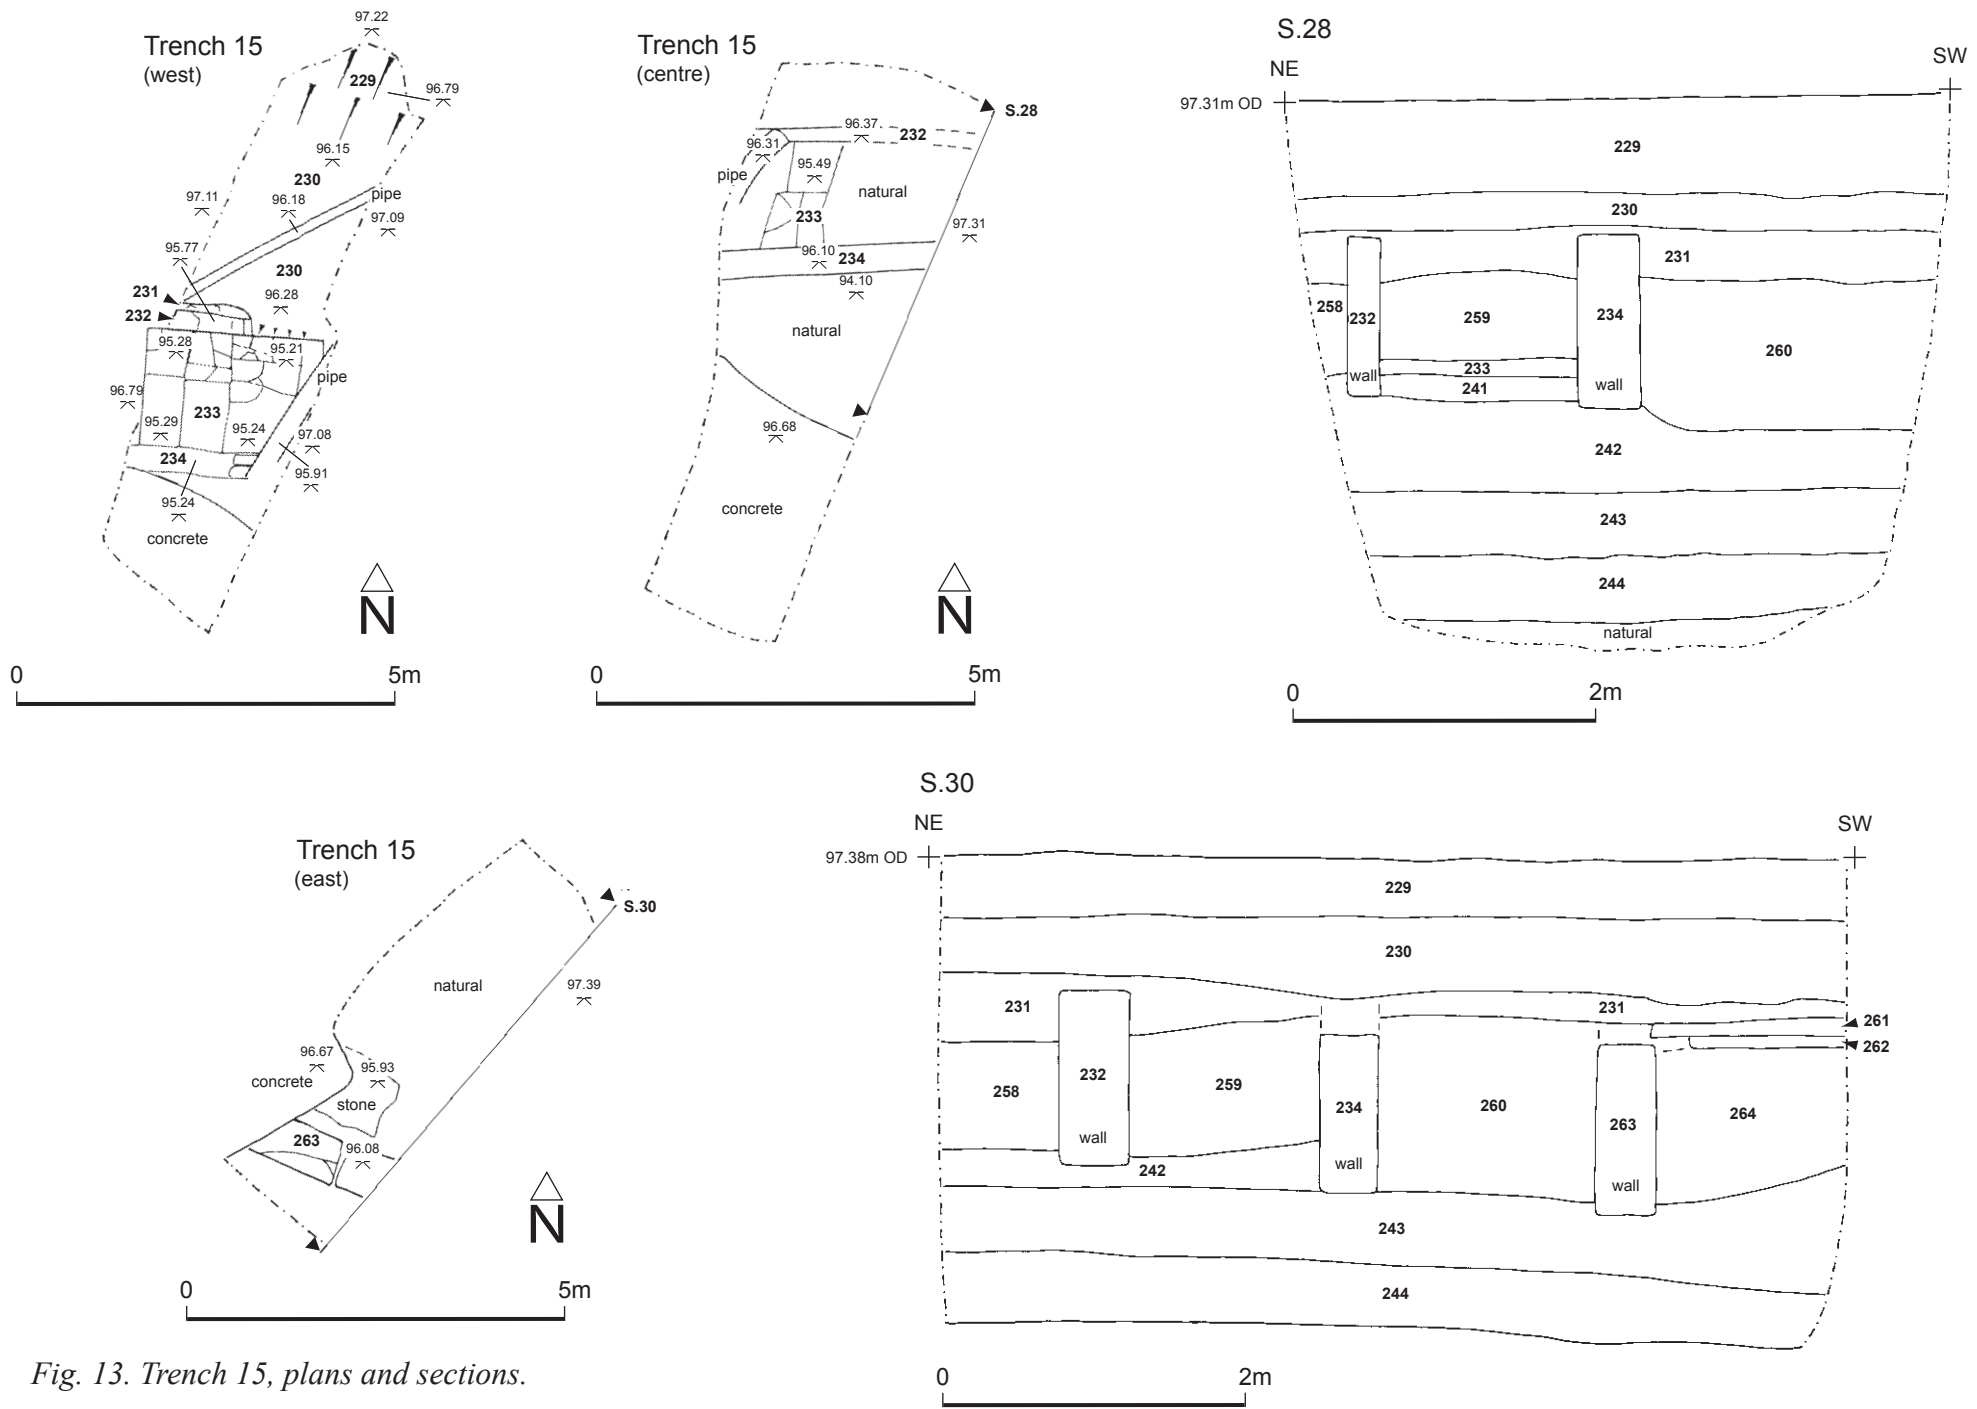 Trench 15
(west)
97.22
229
96.79
96.15
230
pipe
97.11
96.18
97.09
95.77
230
231
96.28
232
95.28
95.21
pipe
96.79
233
95.29
95.24
97.08
234
95.91
95.24
concrete
N
0 5m
Trench 15
(centre)
S.28
96.37
232
96.31
95.49
pipe
natural
233
97.31
96.10
234
94.10
natural
96.68
concrete
N
0 5m
S.28
NE
SW
97.31m OD
229
230
231
258
232
259
234
260
233
wall
241
wall
242
243
244
natural
0 2m
Trench 15
(east)
S.30
natural
97.39
96.67
95.93
concrete
stone
263
96.08
N
0 5m
S.30
NE
SW
97.38m OD
229
230
231
231
261
262
232
259
258
234
260
263
264
wall
242
wall
wall
243
244
0 2m
Fig. 13. Trench 15, plans and sections.